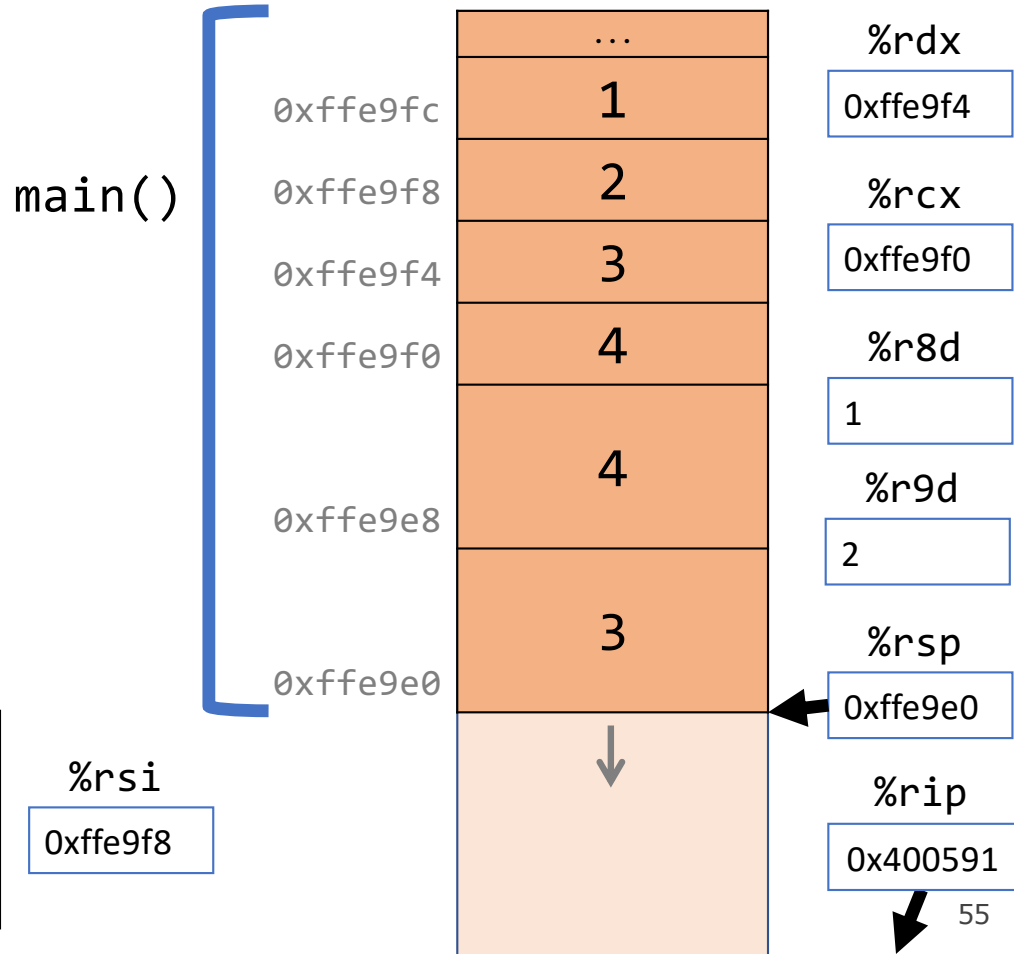 ...
%rdx
0xffe9fc
1
0xffe9f4
main()
0xffe9f8
2
%rcx
0xffe9f4
3
0xffe9f0
0xffe9f0
4
%r8d
1
4
0xffe9e8
%r9d
2
3
0xffe9e0
%rsp
0xffe9e0
%rsi
0xffe9f8
%rip
0x400591
55